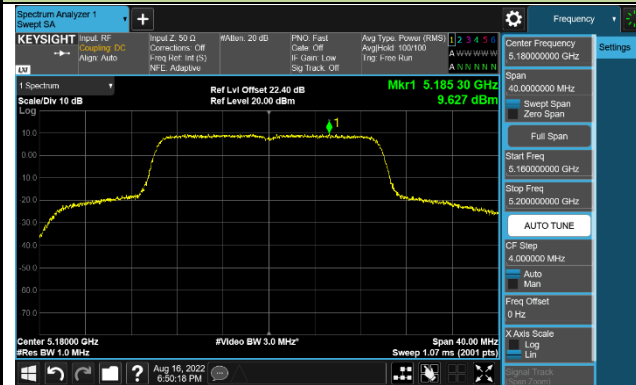 Spectrum Analyzer 1
Swept SA
Frequency
KEYSIGHT
Input: RF
Coupling: DC
Align: Auto
Input Z: 50 Ω
Corrections: Off
Freq Ref: Int (S)
NFE: Adaptive
#Atten: 20 dB
PNO: Fast
Gate: Off
IF Gain: Low
Sig Track: Off
Avg Type: Power (RMS)
Avg|Hold: 100/100
Trig: Free Run
1 2 3 4 5 6
A W W W W W
A N N N N N
LXI
1 Spectrum
Scale/Div 10 dB
Log
Ref Lvl Offset 22.40 dB
Ref Level 20.00 dBm
Mkr1 5.185 30 GHz
9.627 dBm
1
10.0
0.00
-10.0
-20.0
-30.0
-40.0
-50.0
-60.0
-70.0
Center 5.18000 GHz
#Res BW 1.0 MHz
#Video BW 3.0 MHz*
Span 40.00 MHz
Sweep 1.07 ms (2001 pts)
Center Frequency
5.180000000 GHz
Settings
Span
40.0000000 MHz
Swept Span
Zero Span
Full Span
Start Freq
5.160000000 GHz
Stop Freq
5.200000000 GHz
AUTO TUNE
CF Step
4.000000 MHz
Auto
Man
Freq Offset
0 Hz
X Axis Scale
Log
Lin
Signal Track
(Span Zoom)
Aug 16, 2022
6:50:18 PM